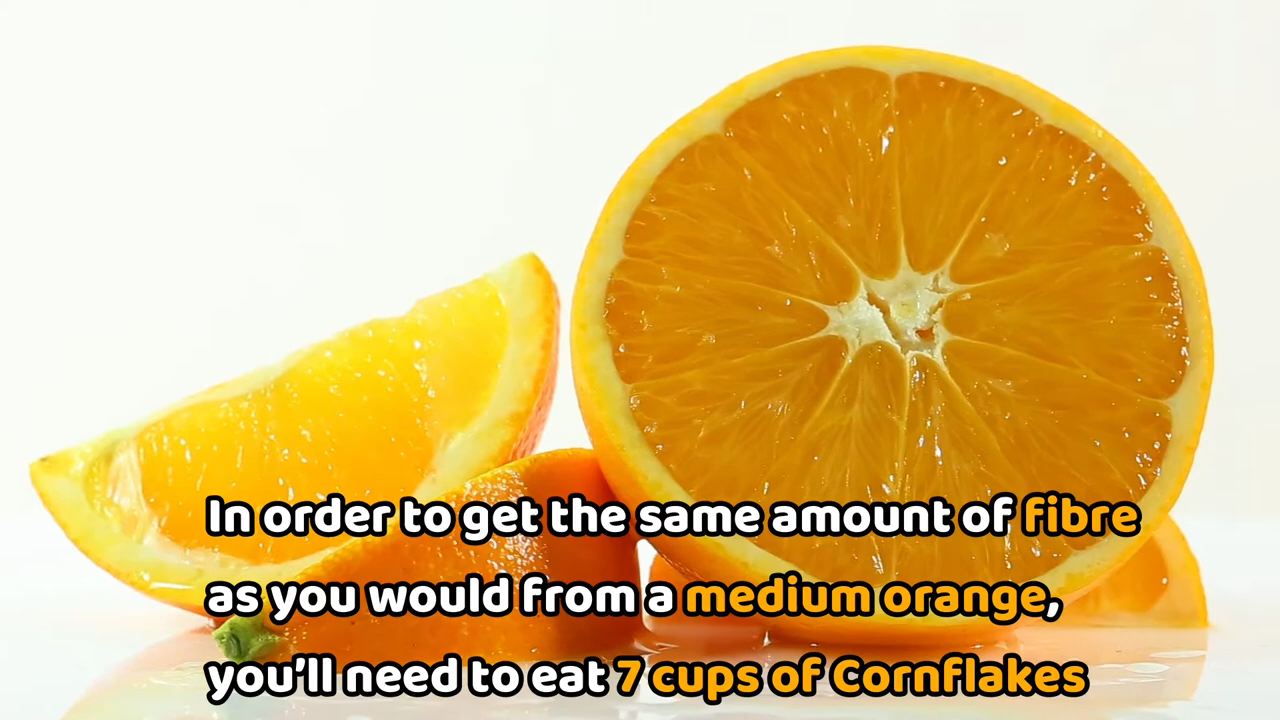 In order to get the same amount of fibre
as you would from a medium orange,
you'll need to eat 7 cups of Cornflakes